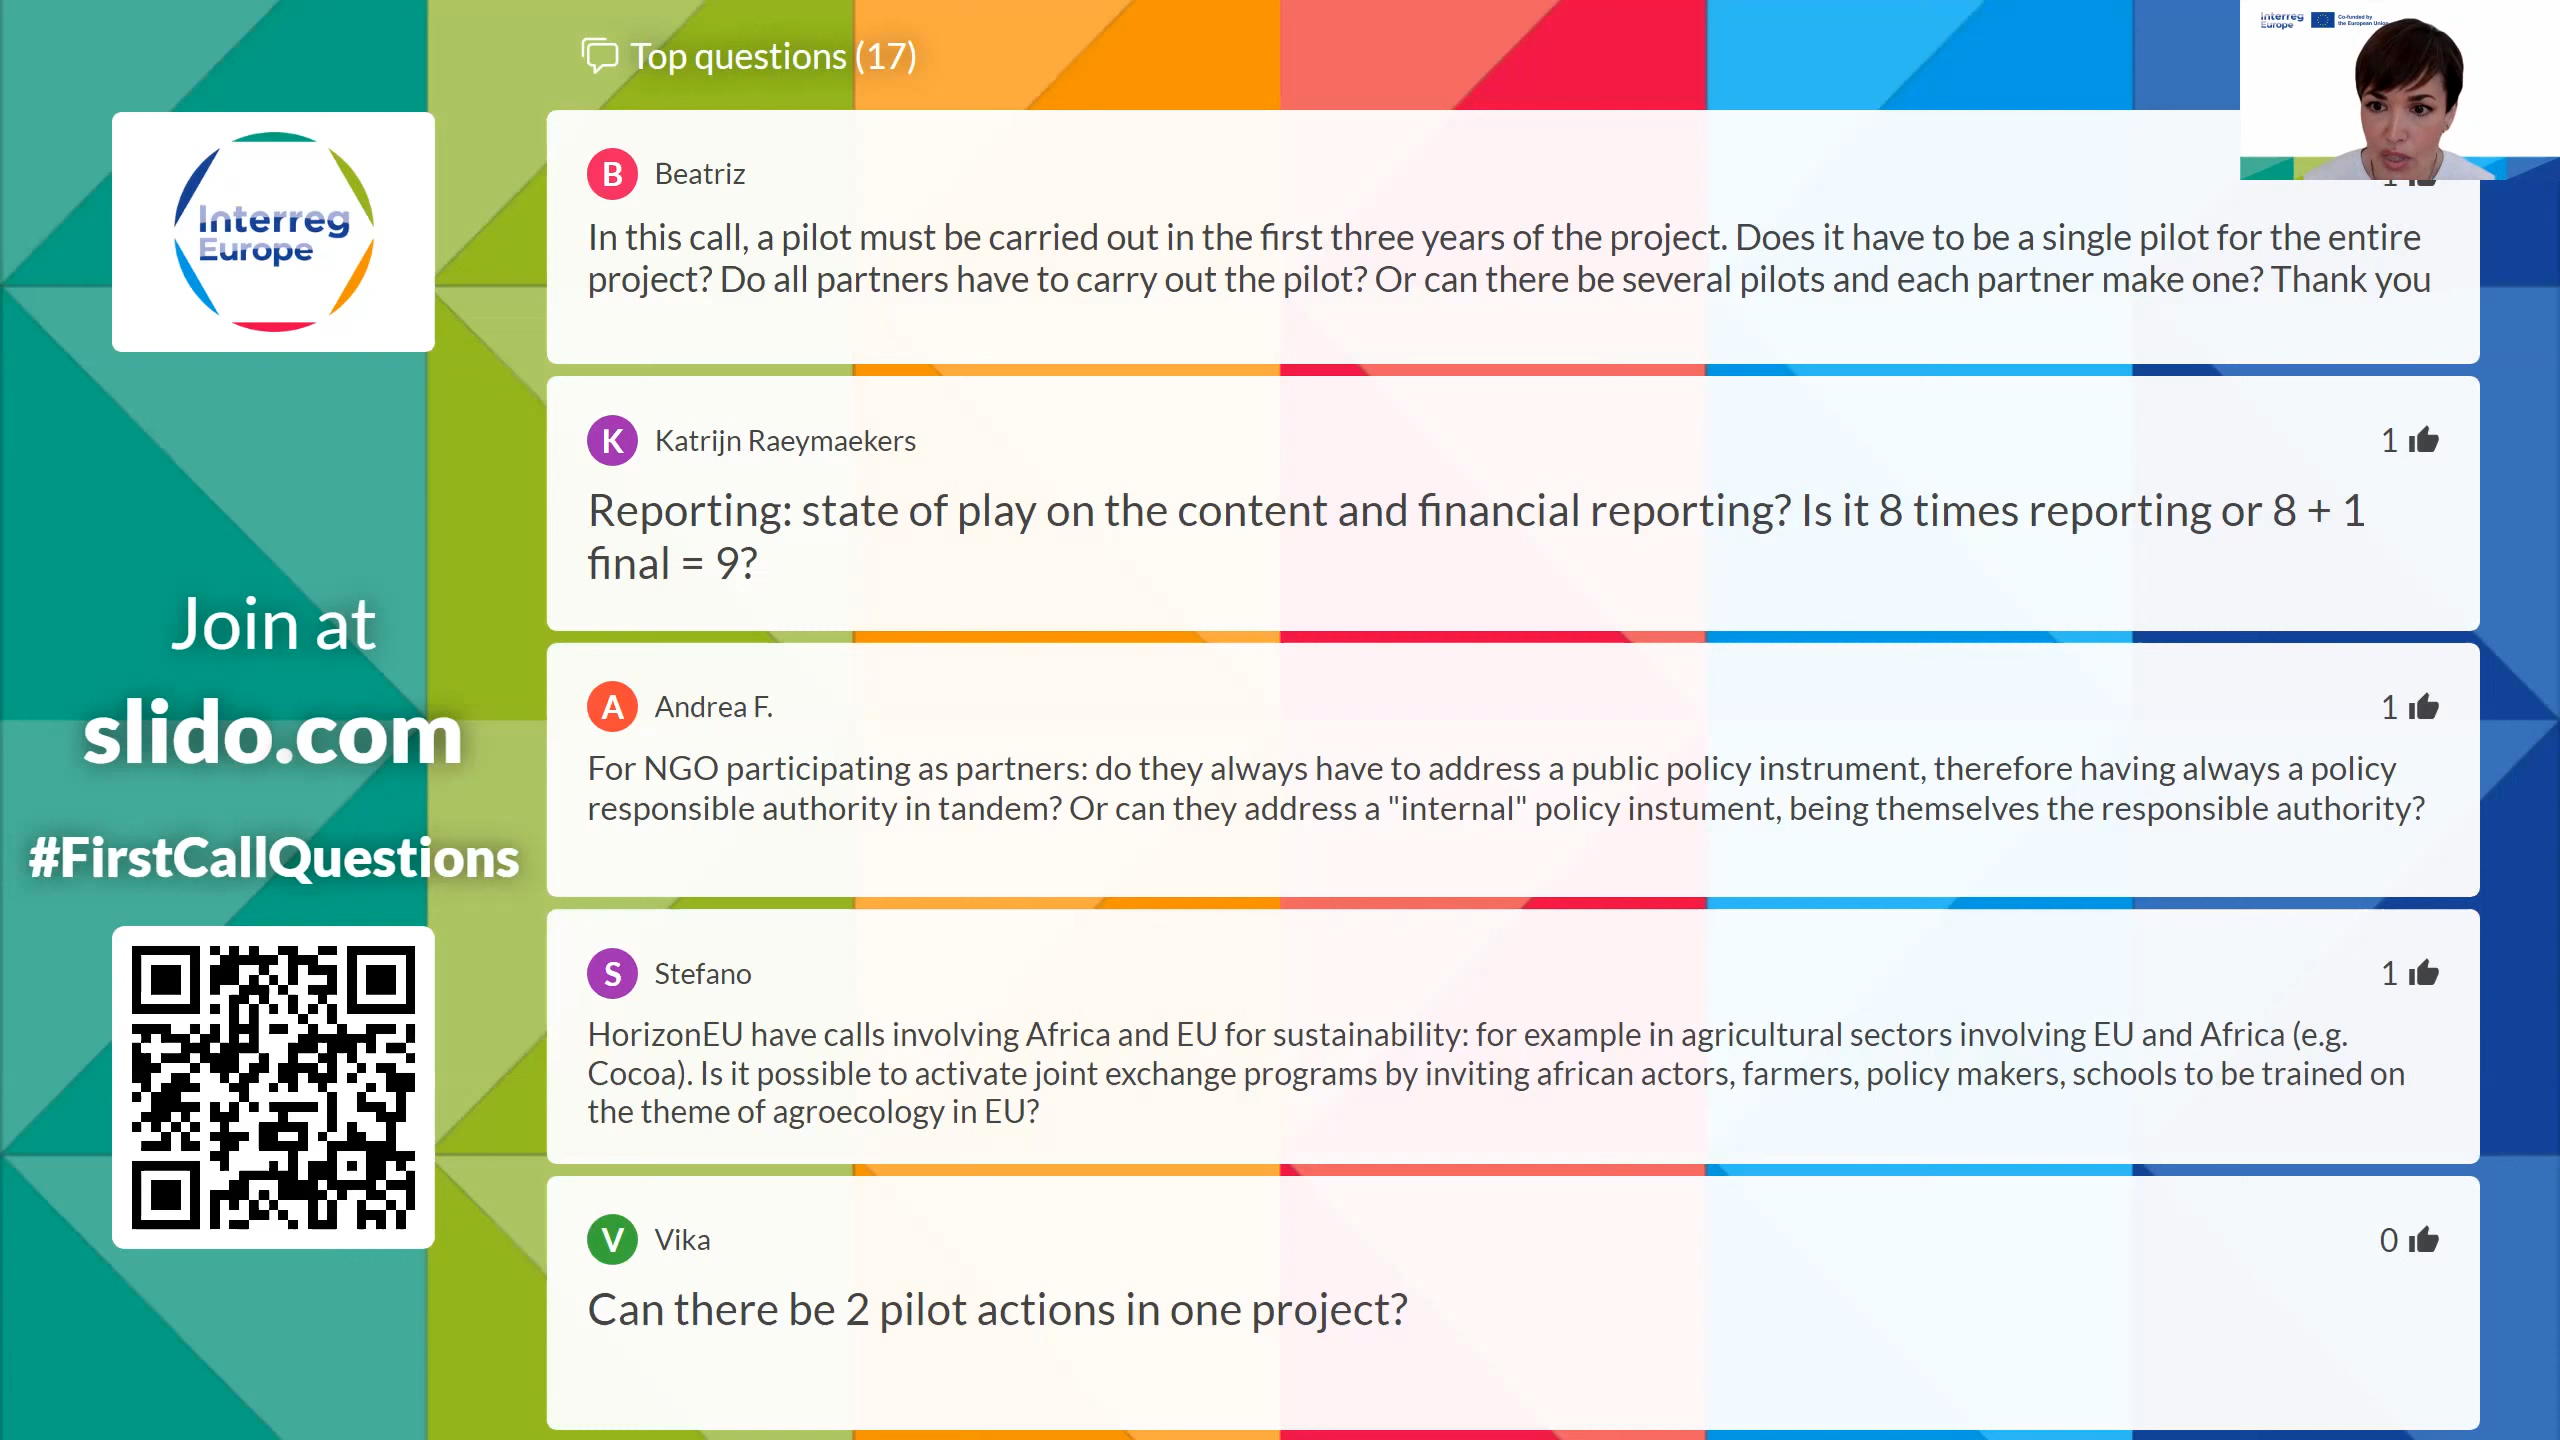 Top questions (17)
Interreg
Europe
Co-funded by
the European Union
Interreg
Europe
Join at
slido.com
#FirstCallQuestions
B
Beatriz
1
In this call, a pilot must be carried out in the first three years of the project. Does it have to be a single pilot for the entire
project? Do all partners have to carry out the pilot? Or can there be several pilots and each partner make one? Thank you
K
Katrijn Raeymaekers
1
Reporting: state of play on the content and financial reporting? Is it 8 times reporting or 8 + 1
final = 9?
A
Andrea F.
1
For NGO participating as partners: do they always have to address a public policy instrument, therefore having always a policy
responsible authority in tandem? Or can they address a "internal" policy instument, being themselves the responsible authority?
S
Stefano
1
HorizonEU have calls involving Africa and EU for sustainability: for example in agricultural sectors involving EU and Africa (e.g.
Cocoa). Is it possible to activate joint exchange programs by inviting african actors, farmers, policy makers, schools to be trained on
the theme of agroecology in EU?
V
Vika
0
Can there be 2 pilot actions in one project?